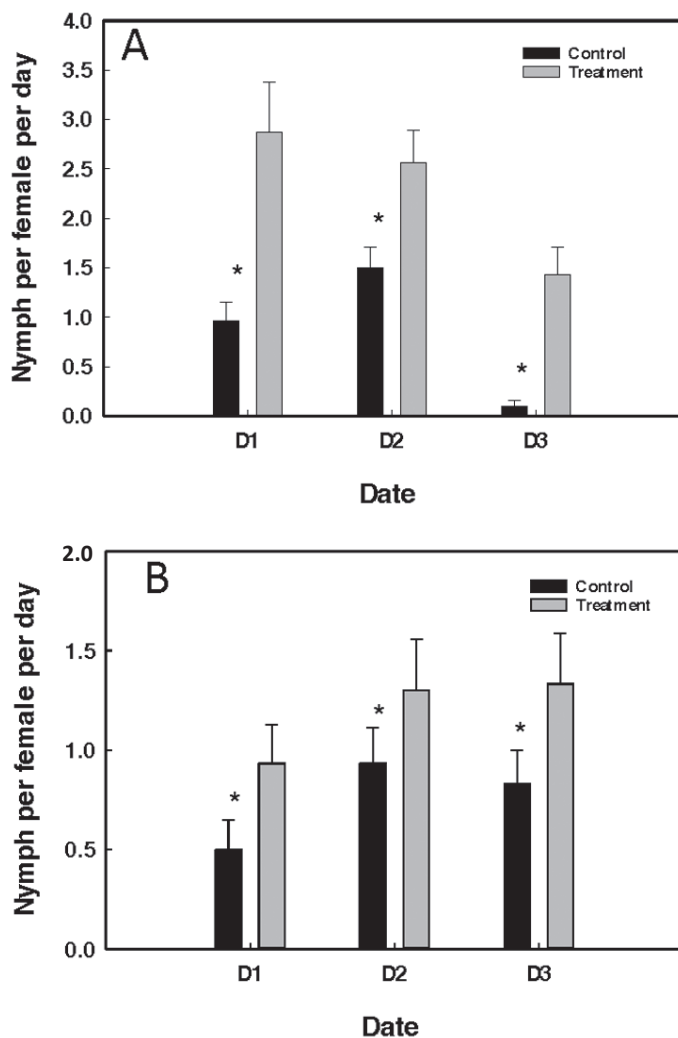 A
Control
Treatment
4.0
3.5
3.0
2.5
2.0
1.5
1.0
0.5
0.0
*
*
*
Nymph per female per day
D1 D2 D3
Date
B
Control
Treatment
2.0
1.5
1.0
0.5
0.0
*
*
*
Nymph per female per day
D1 D2 D3
Date